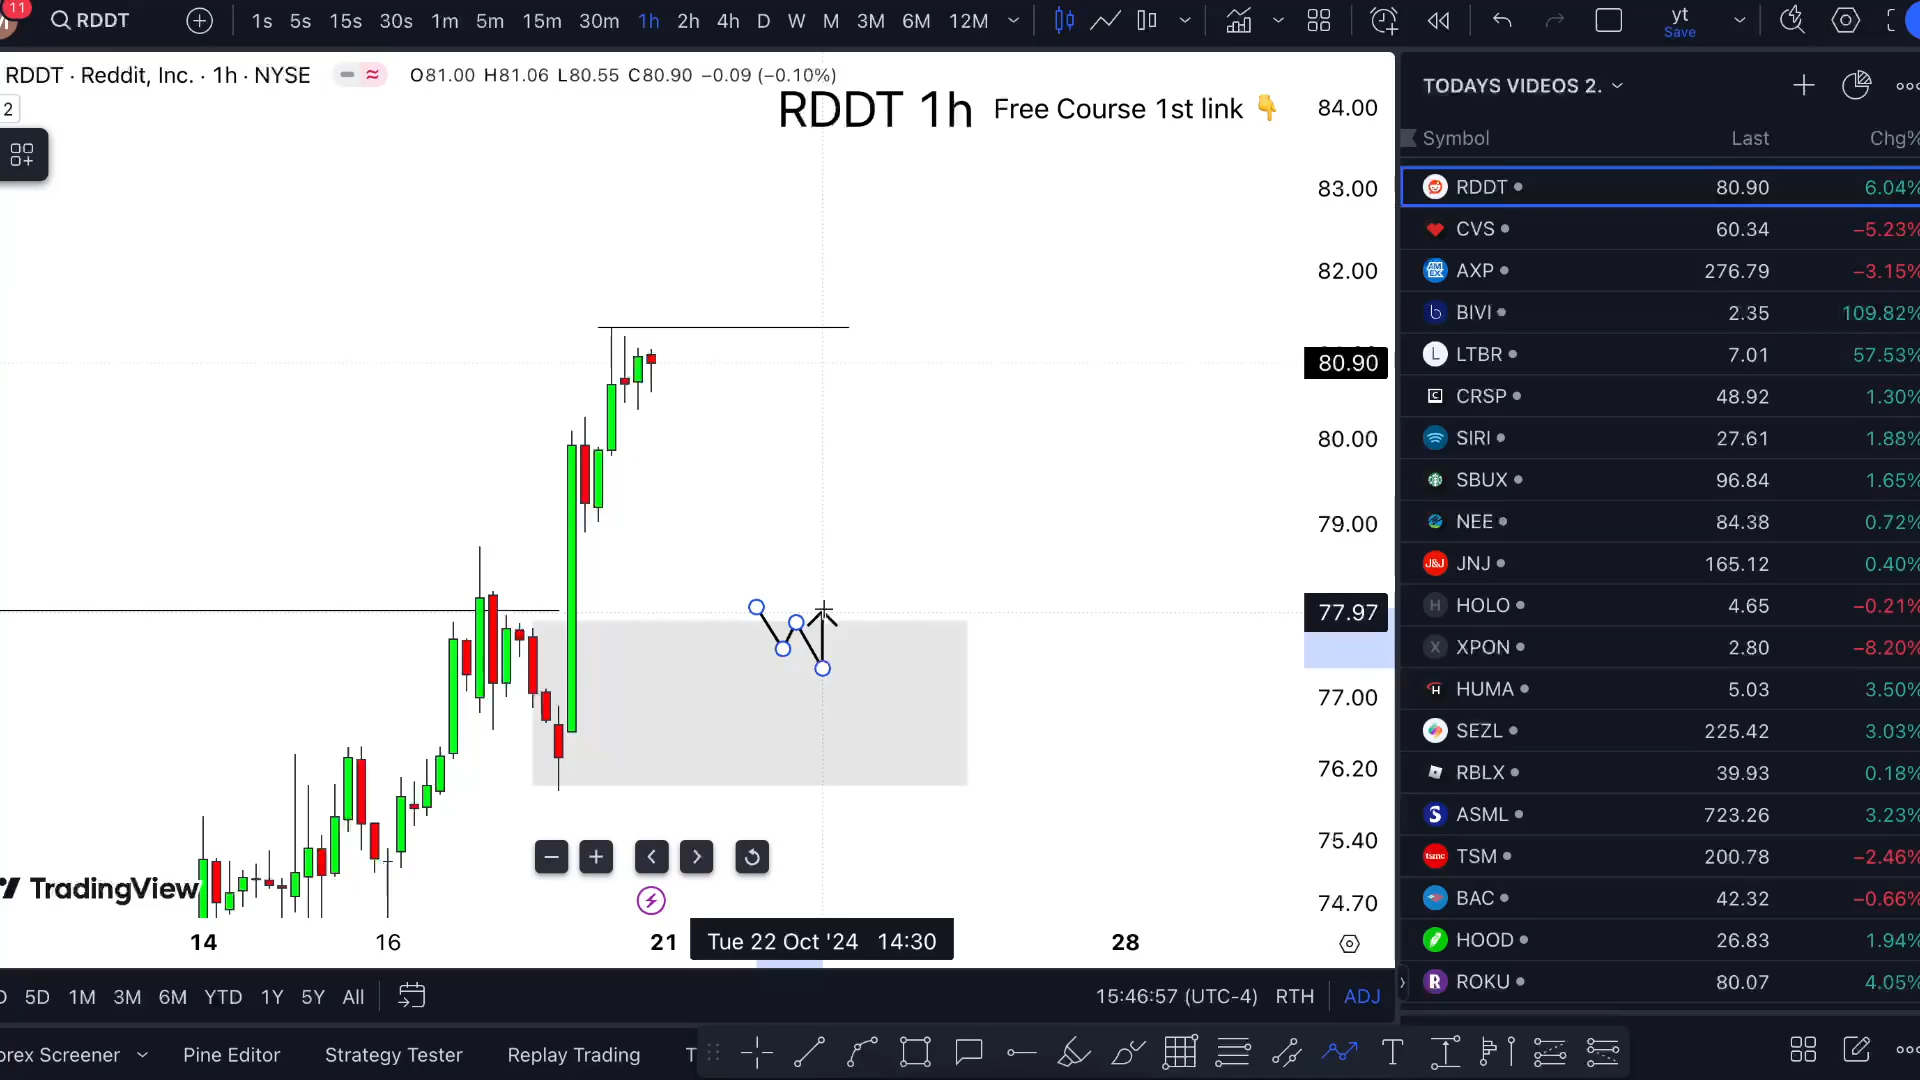 11
RDDT
1s 5s 15s 30s 1m 5m 15m 30m 1h 2h 4h D W M 3M 6M 12M
yt
Save
RDDT · Reddit, Inc. · 1h · NYSE
O81.00 H81.06 L80.55 C80.90 −0.09 (−0.10%)
2
RDDT 1h Free Course 1st link 👇
84.00
83.00
82.00
80.90
80.00
79.00
77.97
77.00
76.20
75.40
74.70
TradingView
14 16 21 28
Tue 22 Oct '24 14:30
5D 1M 3M 6M YTD 1Y 5Y All
15:46:57 (UTC-4) RTH ADJ
orex Screener Pine Editor Strategy Tester Replay Trading T
TODAYS VIDEOS 2.
Symbol Last Chg%
RDDT 80.90 6.04%
CVS 60.34 −5.23%
AXP 276.79 −3.15%
BIVI 2.35 109.82%
LTBR 7.01 57.53%
CRSP 48.92 1.30%
SIRI 27.61 1.88%
SBUX 96.84 1.65%
NEE 84.38 0.72%
JNJ 165.12 0.40%
HOLO 4.65 −0.21%
XPON 2.80 −8.20%
HUMA 5.03 3.50%
SEZL 225.42 3.03%
RBLX 39.93 0.18%
ASML 723.26 3.23%
TSM 200.78 −2.46%
BAC 42.32 −0.66%
HOOD 26.83 1.94%
ROKU 80.07 4.05%